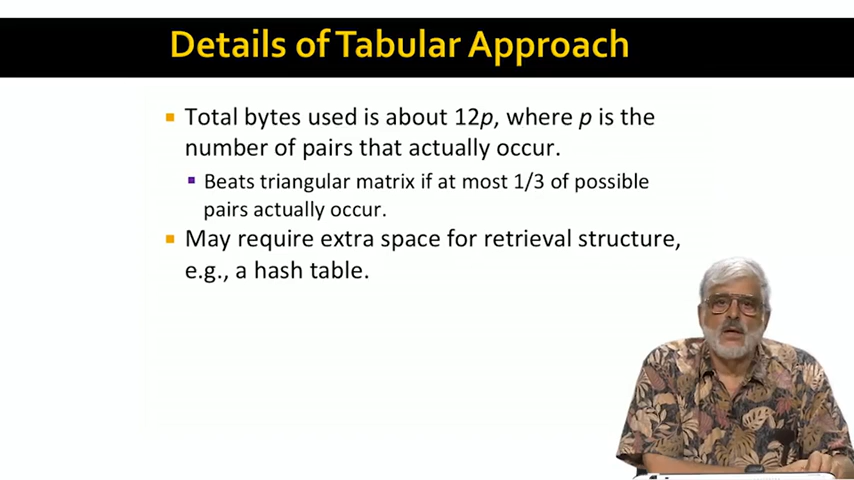 Details of Tabular Approach
Total bytes used is about 12p, where p is the
number of pairs that actually occur.
Beats triangular matrix if at most 1/3 of possible
pairs actually occur.
May require extra space for retrieval structure,
e.g., a hash table.